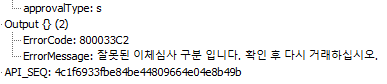 approvalType: s
Output {} (2)
ErrorCode: 800033C2
ErrorMessage: 잘못된 이체심사 구분 입니다. 확인 후 다시 거래하십시오.
API_SEQ: 4c1f6933fbe84be44809664e04e8b49b